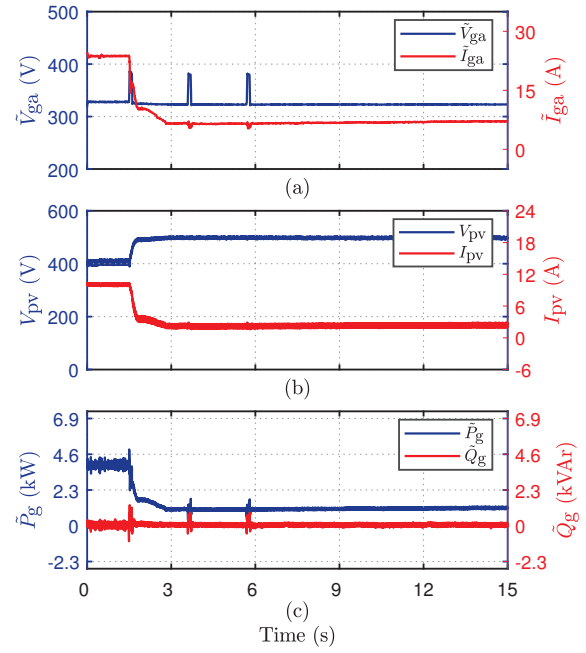 500
400
300
200
Ṽga (V)
30
20
10
0
Ĩga (A)
Ṽga
Ĩga
(a)
600
400
200
0
Vpv (V)
24
18
12
6
0
-6
Ipv (A)
Vpv
Ipv
(b)
6.9
4.6
2.3
0
-2.3
P̃g (kW)
6.9
4.6
2.3
0
-2.3
Q̃g (kVAr)
P̃g
Q̃g
0 3 6 9 12 15
(c)
Time (s)